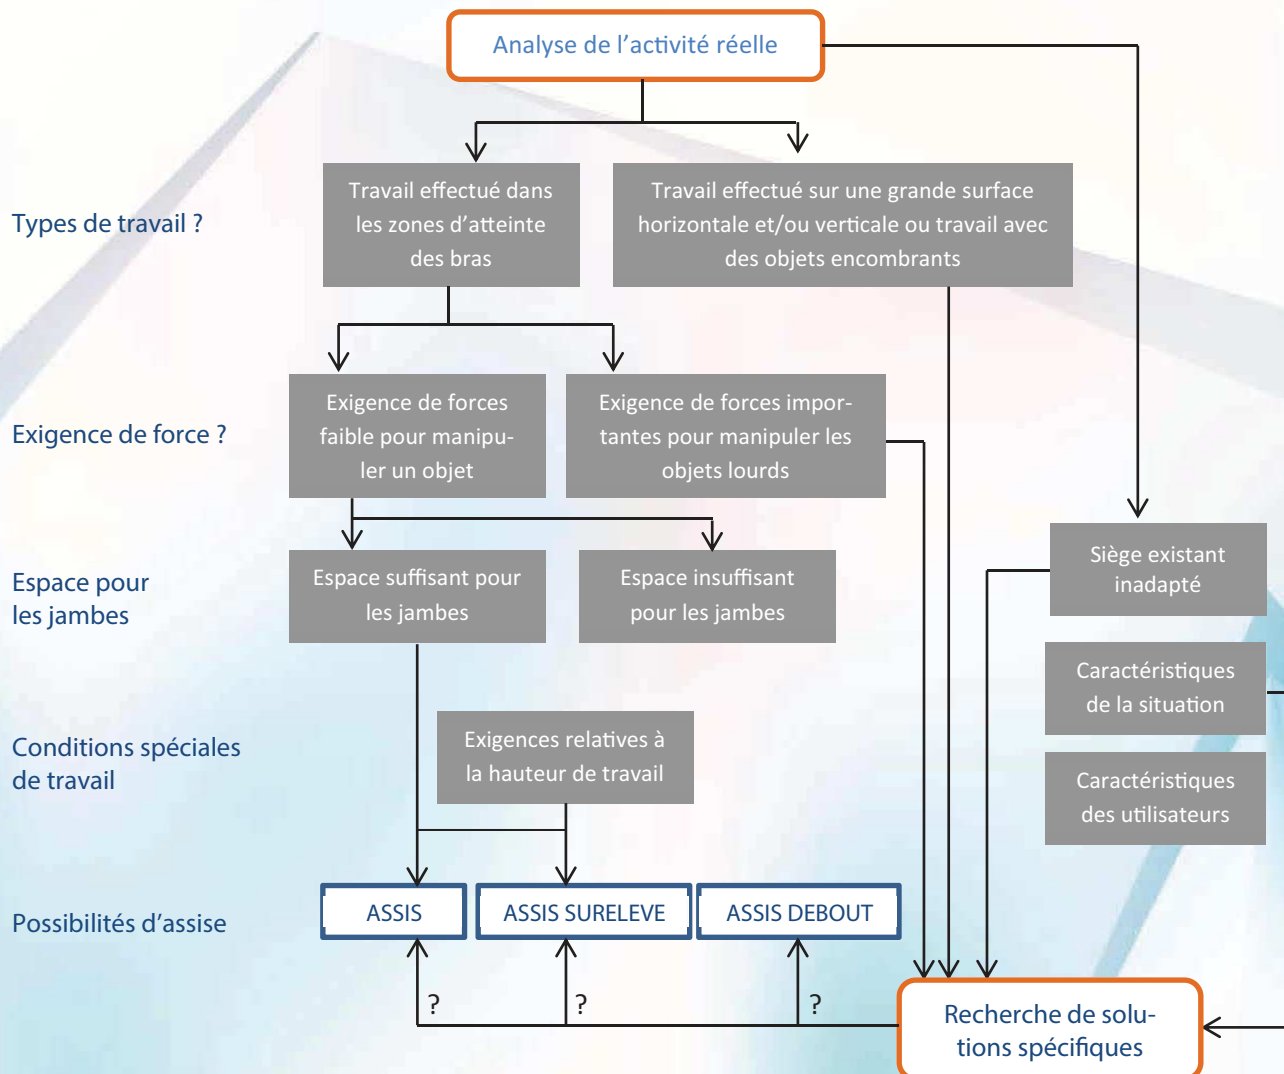 Analyse de l’activité réelle
Types de travail ?
Travail effectué dans
les zones d’atteinte
des bras
Travail effectué sur une grande surface
horizontale et/ou verticale ou travail avec
des objets encombrants
Exigence de force ?
Exigence de forces
faible pour manipu-
ler un objet
Exigence de forces impor-
tantes pour manipuler les
objets lourds
Espace pour
les jambes
Espace suffisant pour
les jambes
Espace insuffisant
pour les jambes
Siège existant
inadapté
Caractéristiques
de la situation
Caractéristiques
des utilisateurs
Conditions spéciales
de travail
Exigences relatives à
la hauteur de travail
Possibilités d’assise
ASSIS
ASSIS SURELEVE
ASSIS DEBOUT
?
?
?
Recherche de solu-
tions spécifiques